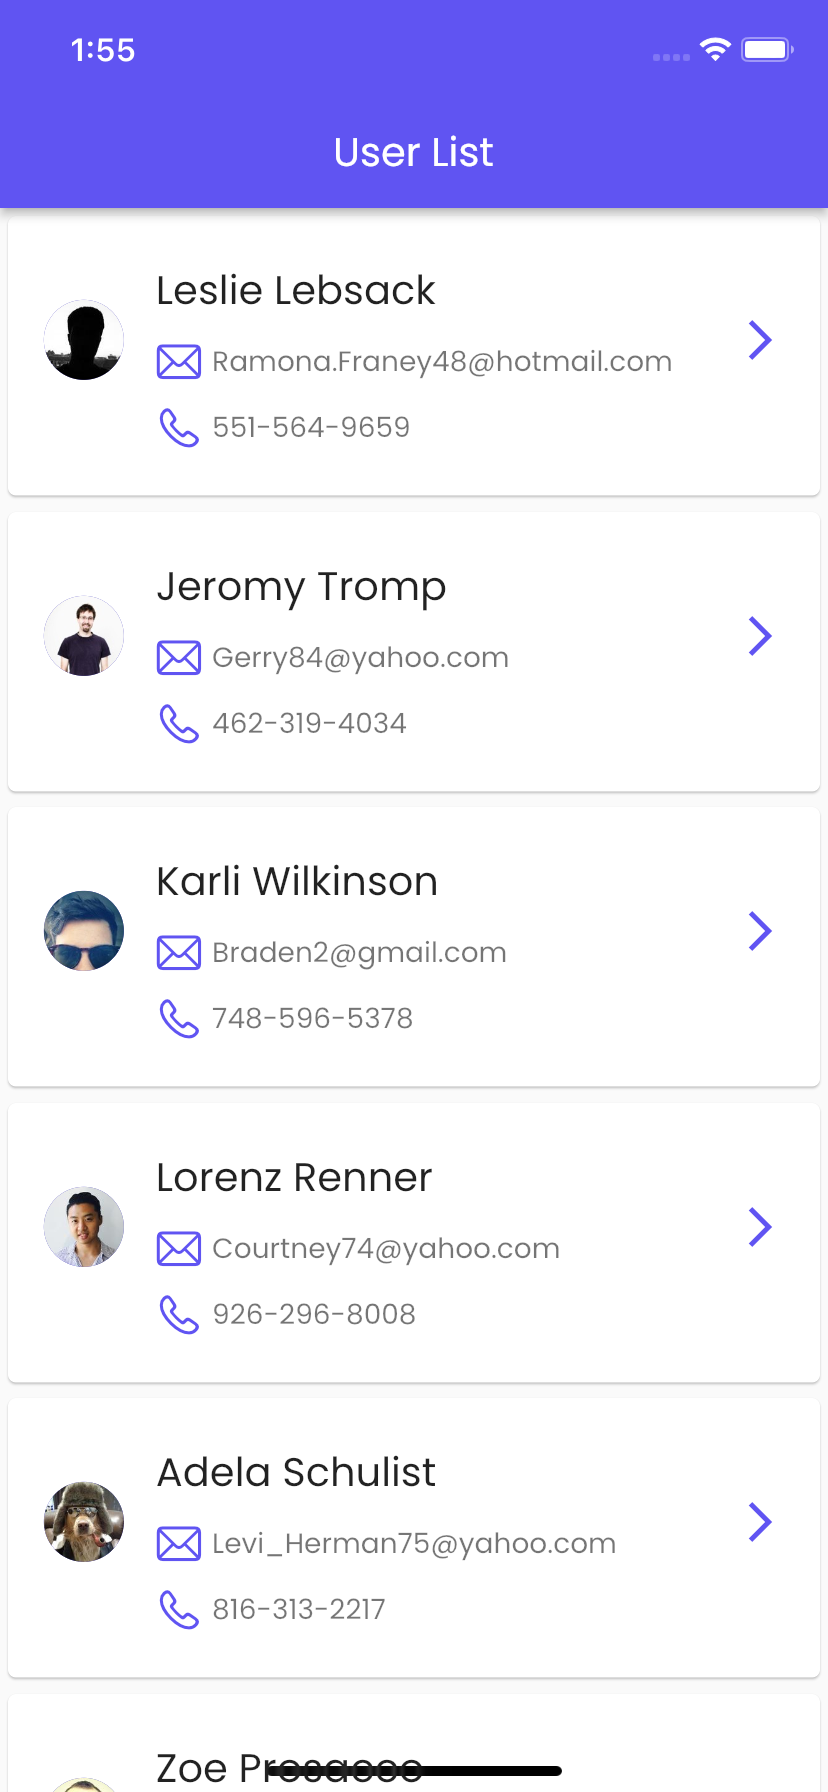 1:55
User List
Leslie Lebsack
Ramona.Franey48@hotmail.com
551-564-9659
Jeromy Tromp
Gerry84@yahoo.com
462-319-4034
Karli Wilkinson
Braden2@gmail.com
748-596-5378
Lorenz Renner
Courtney74@yahoo.com
926-296-8008
Adela Schulist
Levi_Herman75@yahoo.com
816-313-2217
Zoe